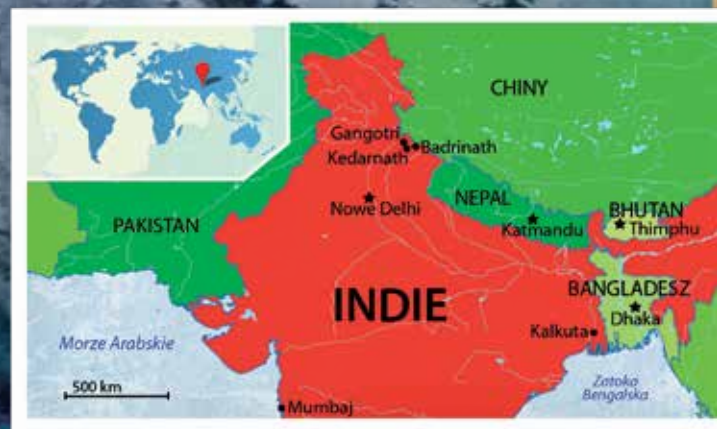 CHINY
Gangotri
Kedarnath
Badrinath
NEPAL
BHUTAN
PAKISTAN
Nowe Delhi
Katmandu
Thimphu
INDIE
BANGLADESZ
Dhaka
Kalkuta
Morze Arabskie
Zatoka
Bengalska
500 km
Mumbaj